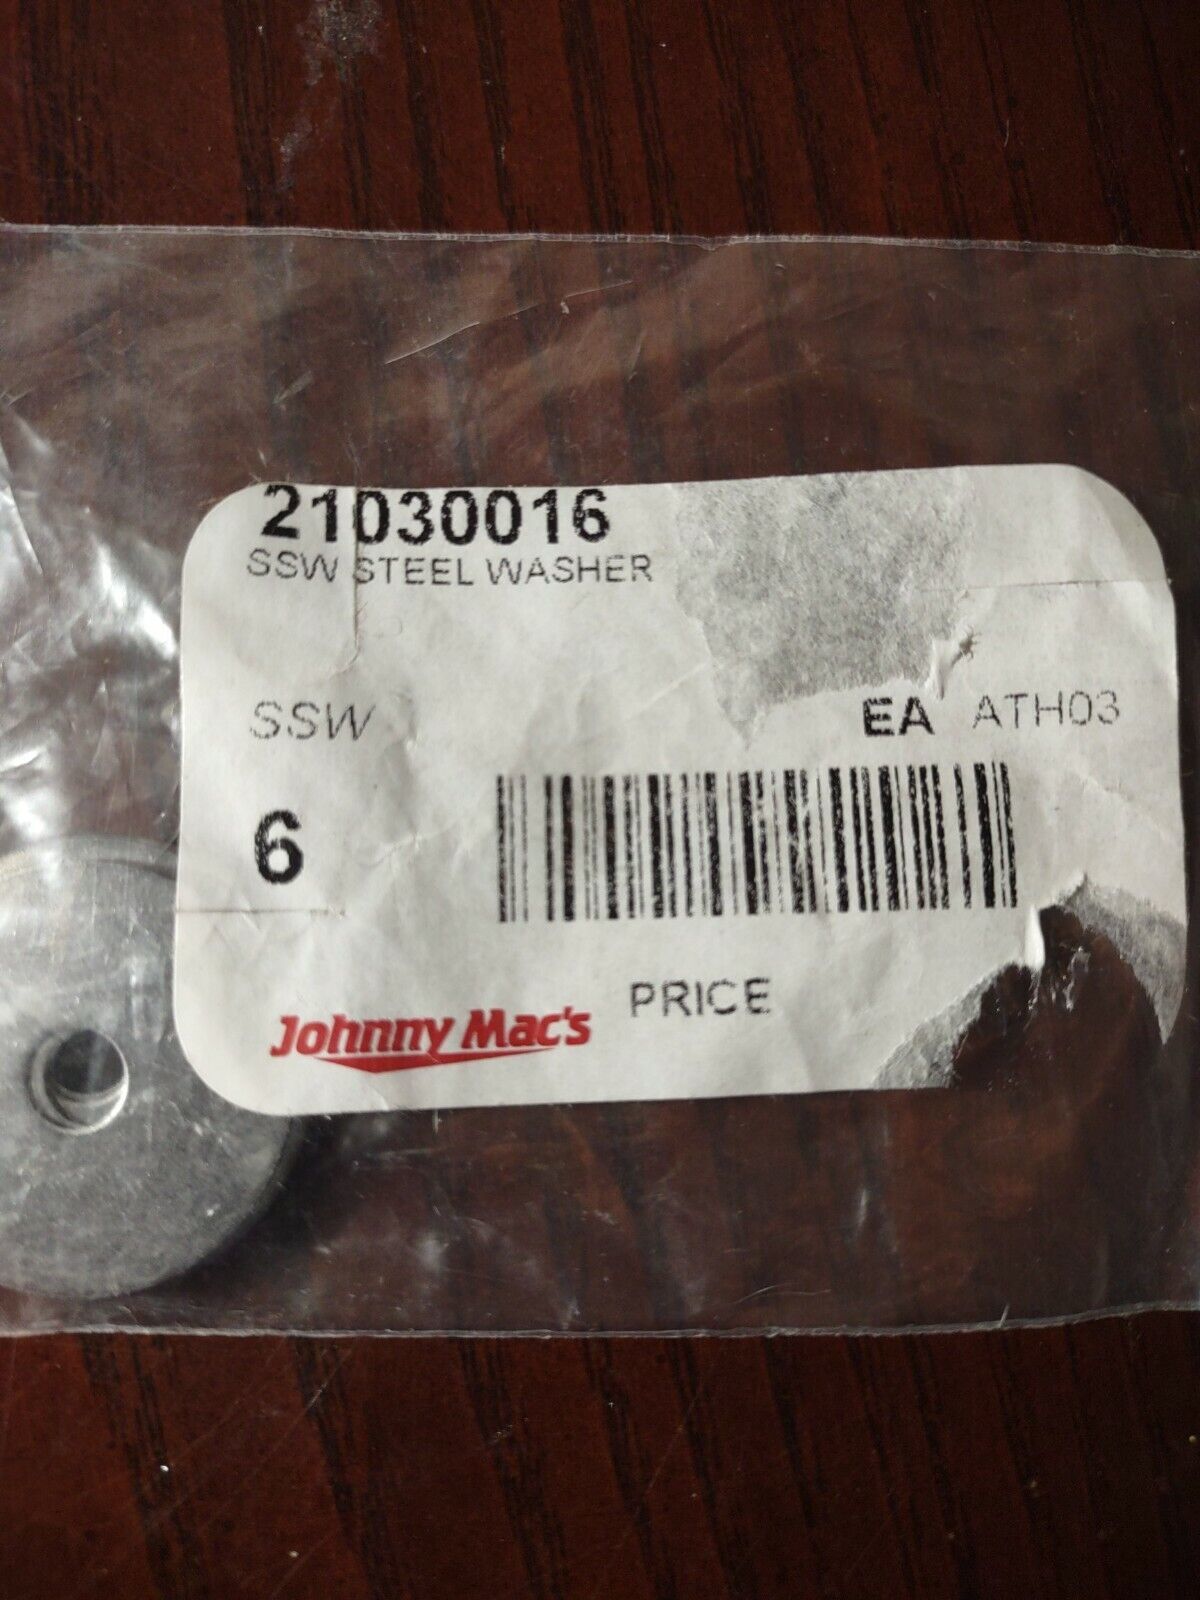 21030016
SSW STEEL WASHER
SSW EA ATH03
6
PRICE
Johnny Mac's